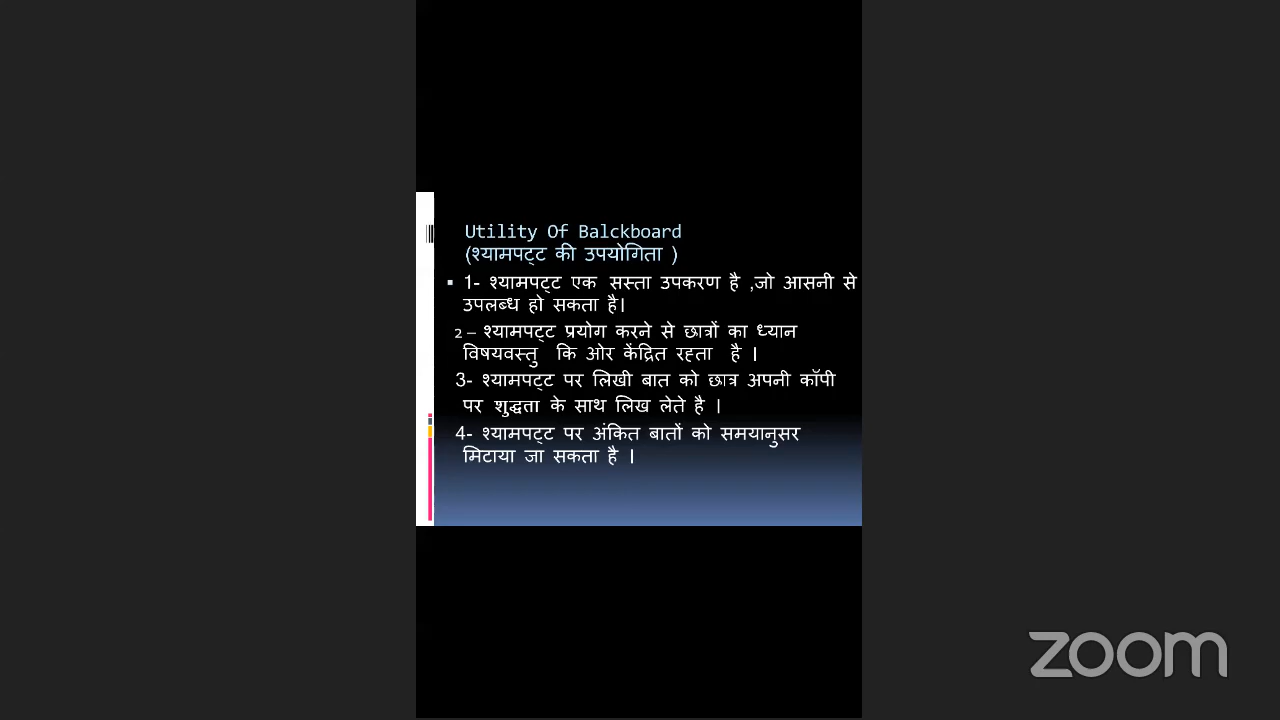 Utility Of Balckboard
(श्यामपट्ट की उपयोगिता )
▪ 1- श्यामपट्ट एक सस्ता उपकरण है ,जो आसनी से
उपलब्ध हो सकता है।
2 – श्यामपट्ट प्रयोग करने से छात्रों का ध्यान
विषयवस्तु कि ओर केंद्रित रह्ता है ।
3- श्यामपट्ट पर लिखी बात को छात्र अपनी कॉपी
पर शुद्धता के साथ लिख लेते है ।
4- श्यामपट्ट पर अंकित बातों को समयानुसर
मिटाया जा सकता है ।
zoom